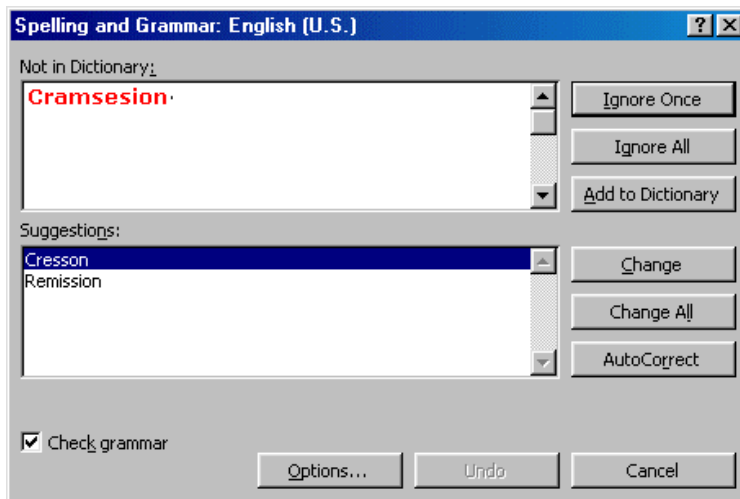 Spelling and Grammar: English (U.S.)
Not in Dictionary:
Cramsesion·
Ignore Once
Ignore All
Add to Dictionary
Suggestions:
Cresson
Remission
Change
Change All
AutoCorrect
Check grammar
Options...
Undo
Cancel